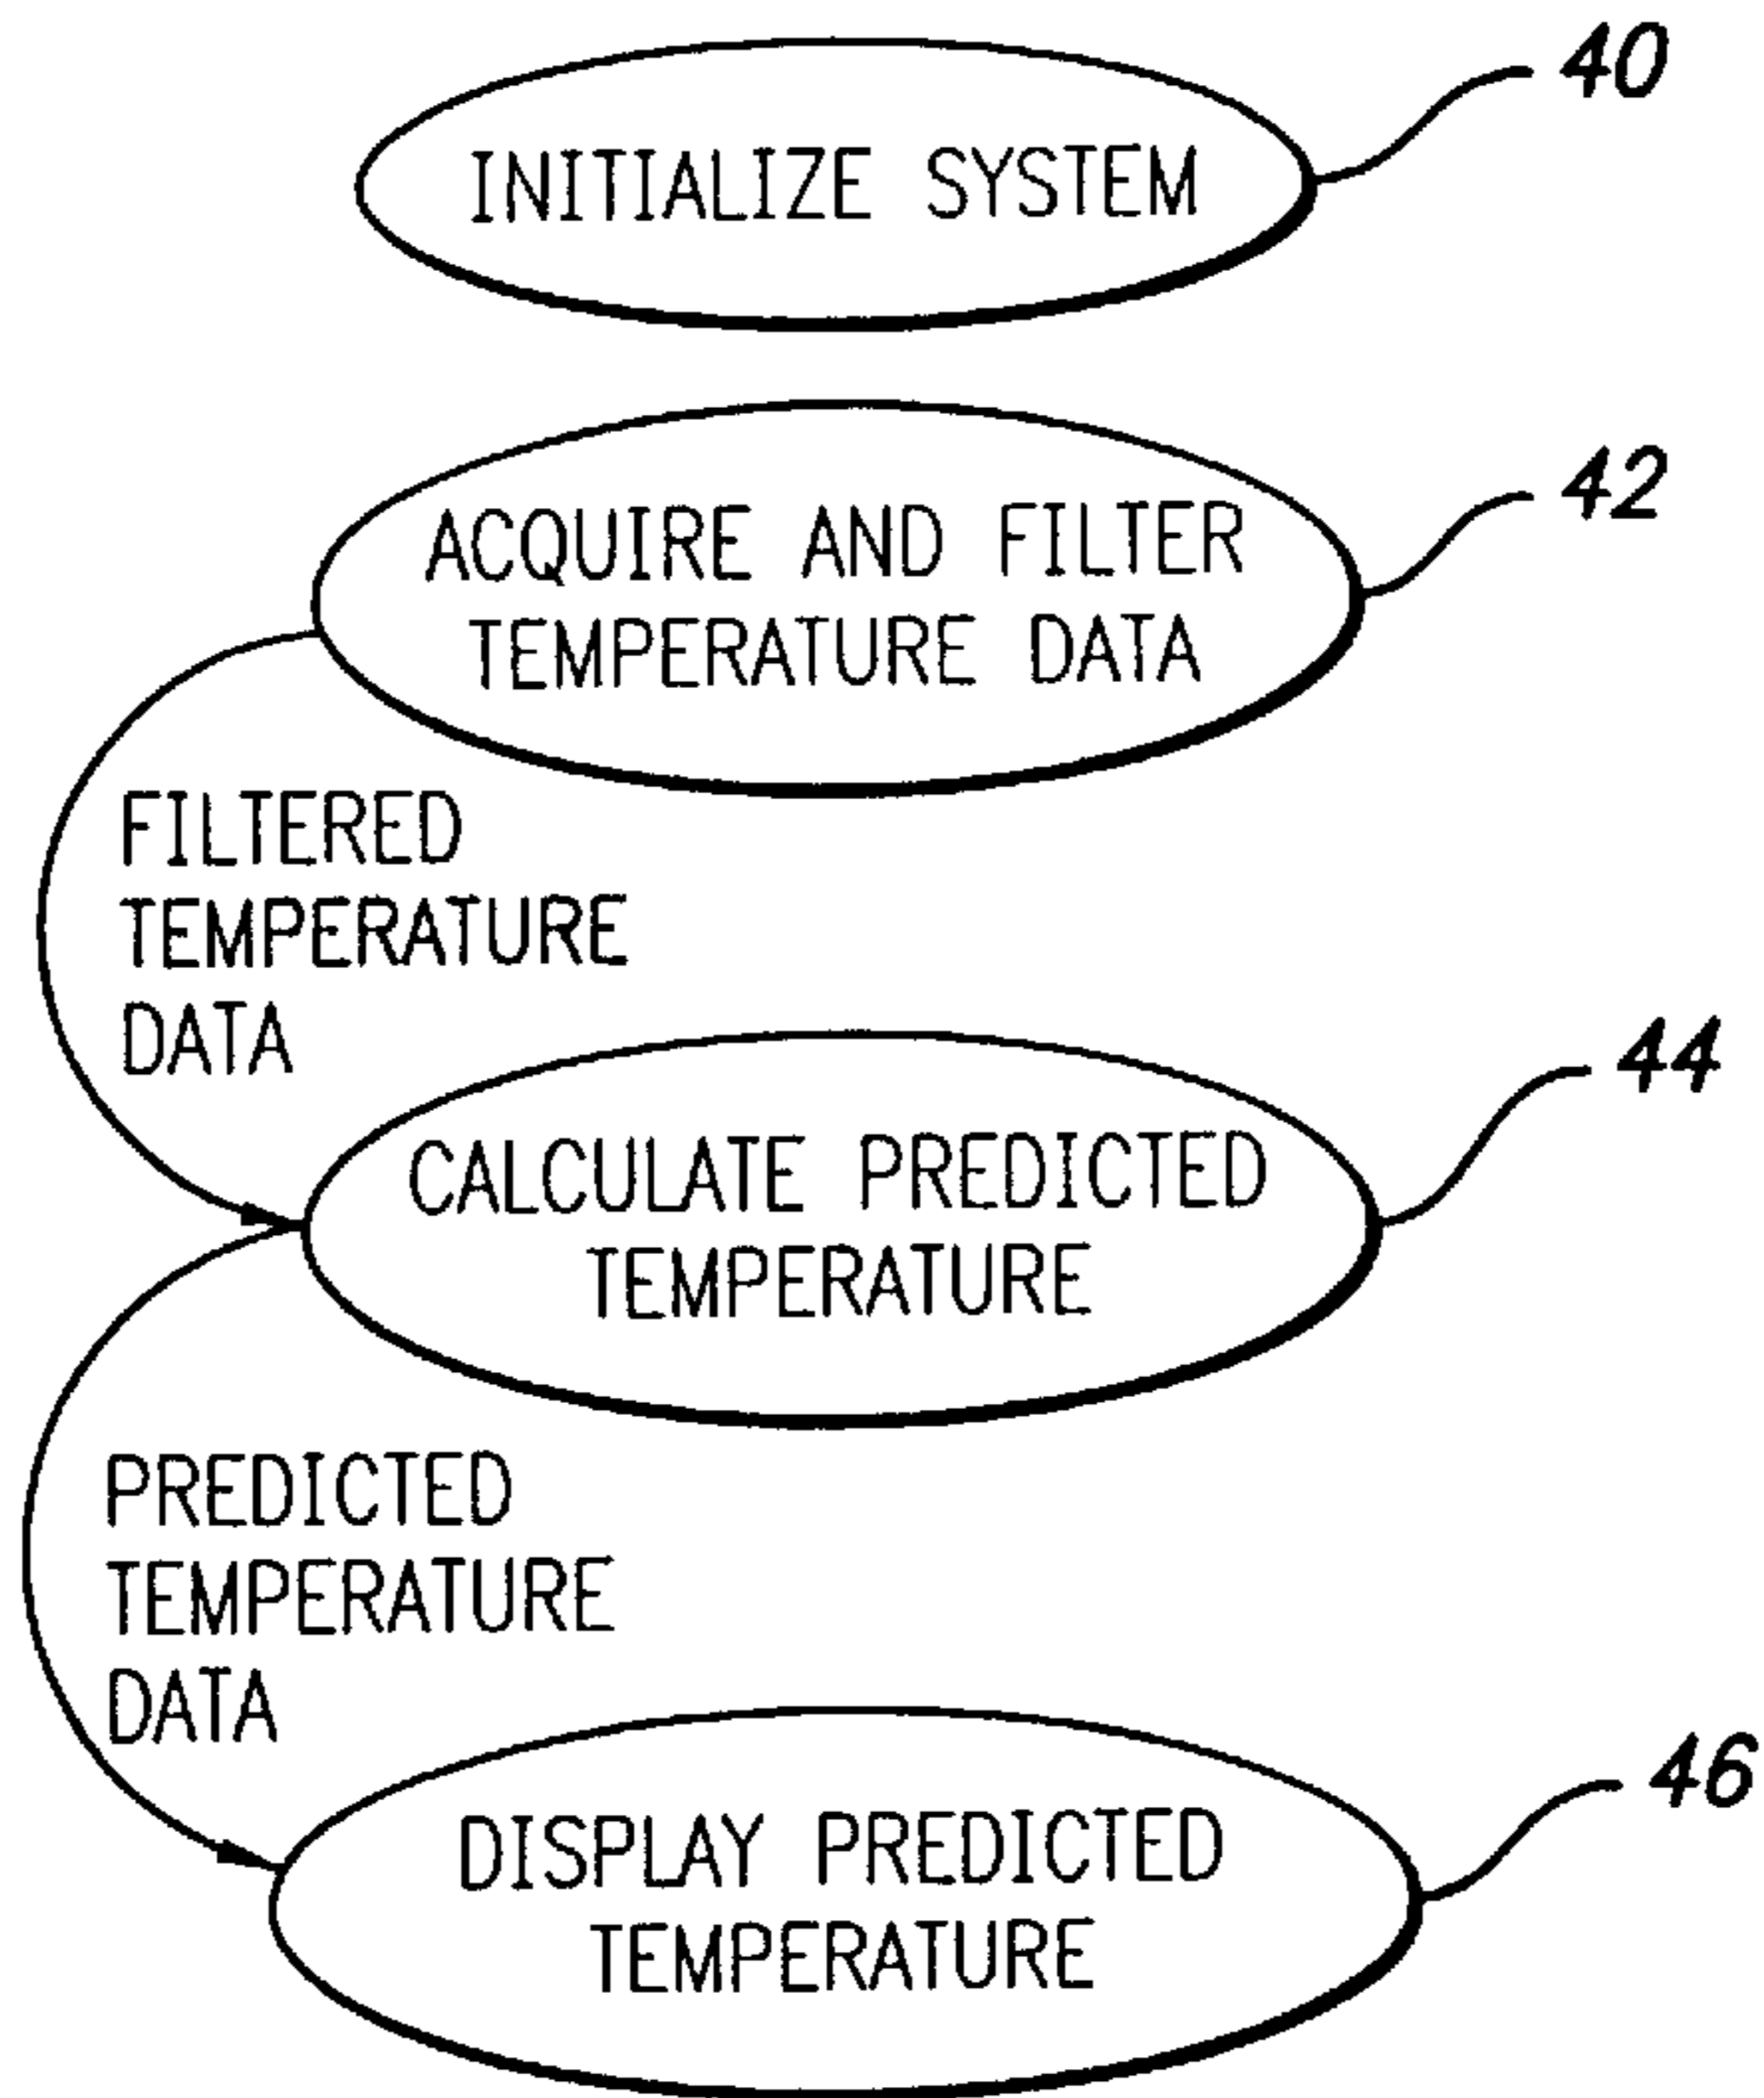 40
INITIALIZE SYSTEM
42
ACQUIRE AND FILTER
TEMPERATURE DATA
FILTERED
TEMPERATURE
DATA
44
CALCULATE PREDICTED
TEMPERATURE
PREDICTED
TEMPERATURE
DATA
46
DISPLAY PREDICTED
TEMPERATURE